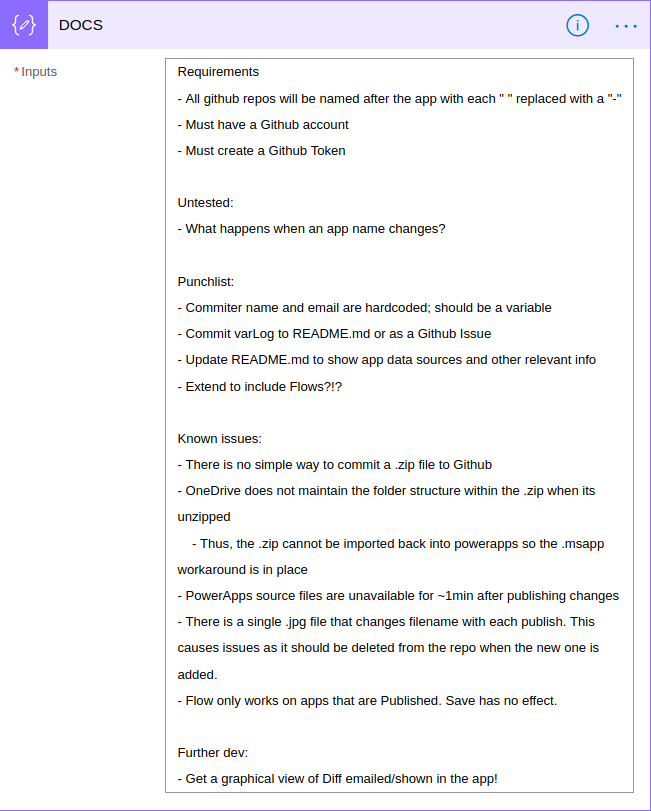 DOCS
* Inputs
Requirements
- All github repos will be named after the app with each " " replaced with a "-"
- Must have a Github account
- Must create a Github Token
Untested:
- What happens when an app name changes?
Punchlist:
- Commiter name and email are hardcoded; should be a variable
- Commit varLog to README.md or as a Github Issue
- Update README.md to show app data sources and other relevant info
- Extend to include Flows?!?
Known issues:
- There is no simple way to commit a .zip file to Github
- OneDrive does not maintain the folder structure within the .zip when its
unzipped
- Thus, the .zip cannot be imported back into powerapps so the .msapp
workaround is in place
- PowerApps source files are unavailable for ~1min after publishing changes
- There is a single .jpg file that changes filename with each publish. This
causes issues as it should be deleted from the repo when the new one is
added.
- Flow only works on apps that are Published. Save has no effect.
Further dev:
- Get a graphical view of Diff emailed/shown in the app!